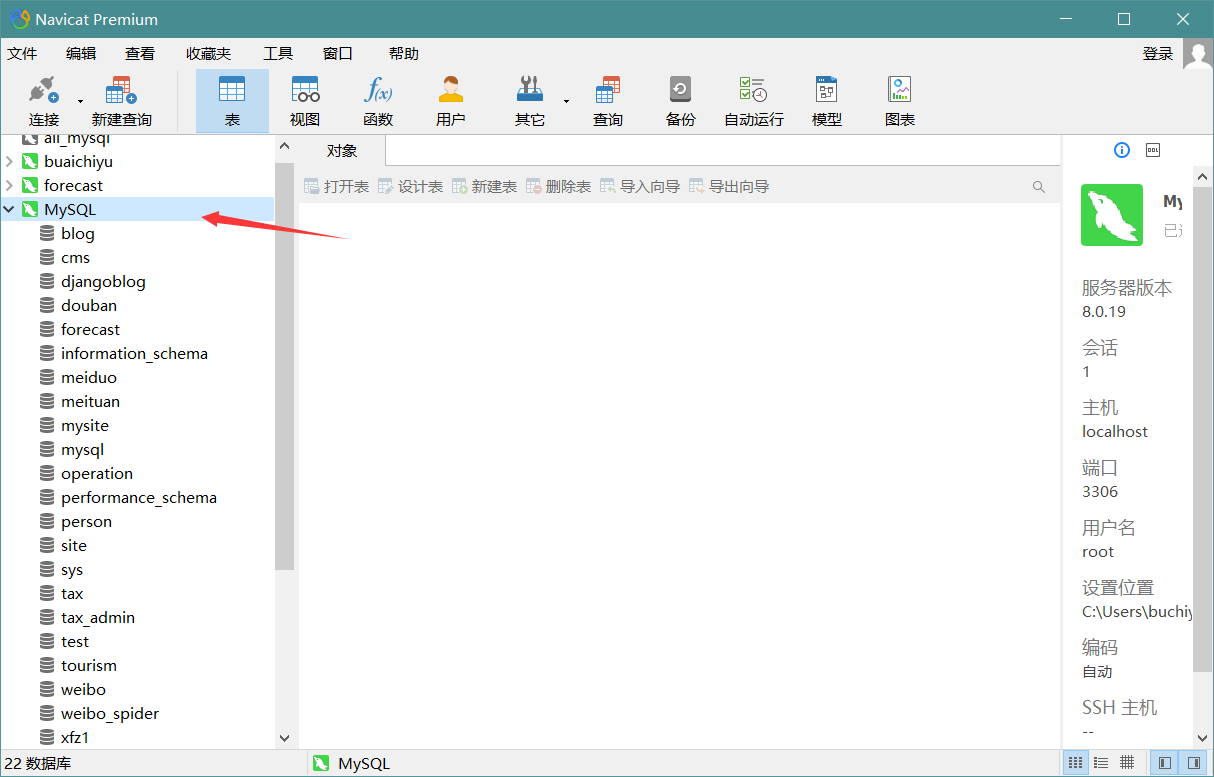 Navicat Premium
文件 编辑 查看 收藏夹 工具 窗口 帮助 登录
连接 新建查询 表 视图 函数 用户 其它 查询 备份 自动运行 模型 图表
all_mysql
buaichiyu
forecast
MySQL
blog
cms
djangoblog
douban
forecast
information_schema
meiduo
meituan
mysite
mysql
operation
performance_schema
person
site
sys
tax
tax_admin
test
tourism
weibo
weibo_spider
xfz1
对象
打开表 设计表 新建表 删除表 导入向导 导出向导
DDL
My
已
服务器版本
8.0.19
会话
1
主机
localhost
端口
3306
用户名
root
设置位置
C:\Users\buchiy
编码
自动
SSH 主机
--
22 数据库 MySQL